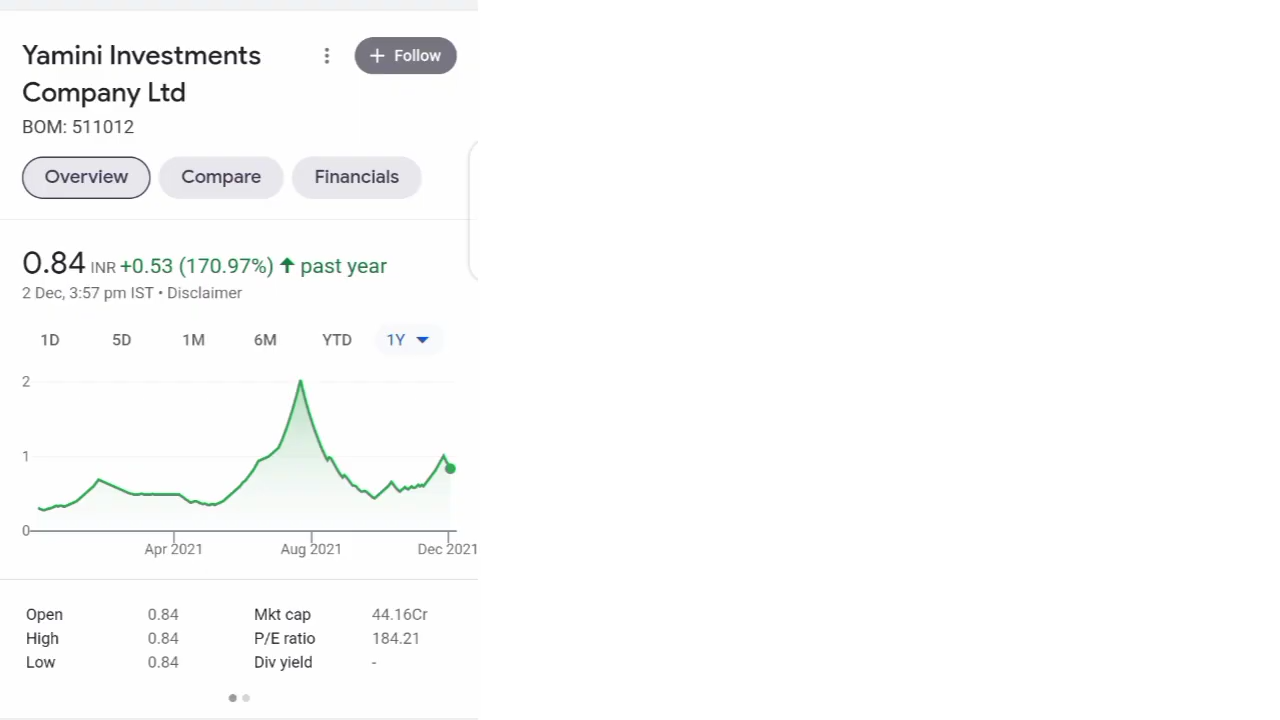 Yamini Investments
Company Ltd
+ Follow
BOM: 511012
Overview Compare Financials
0.84 INR +0.53 (170.97%) ↑ past year
2 Dec, 3:57 pm IST • Disclaimer
1D 5D 1M 6M YTD 1Y
2
1
0
Apr 2021 Aug 2021 Dec 2021
Open 0.84 Mkt cap 44.16Cr
High 0.84 P/E ratio 184.21
Low 0.84 Div yield -